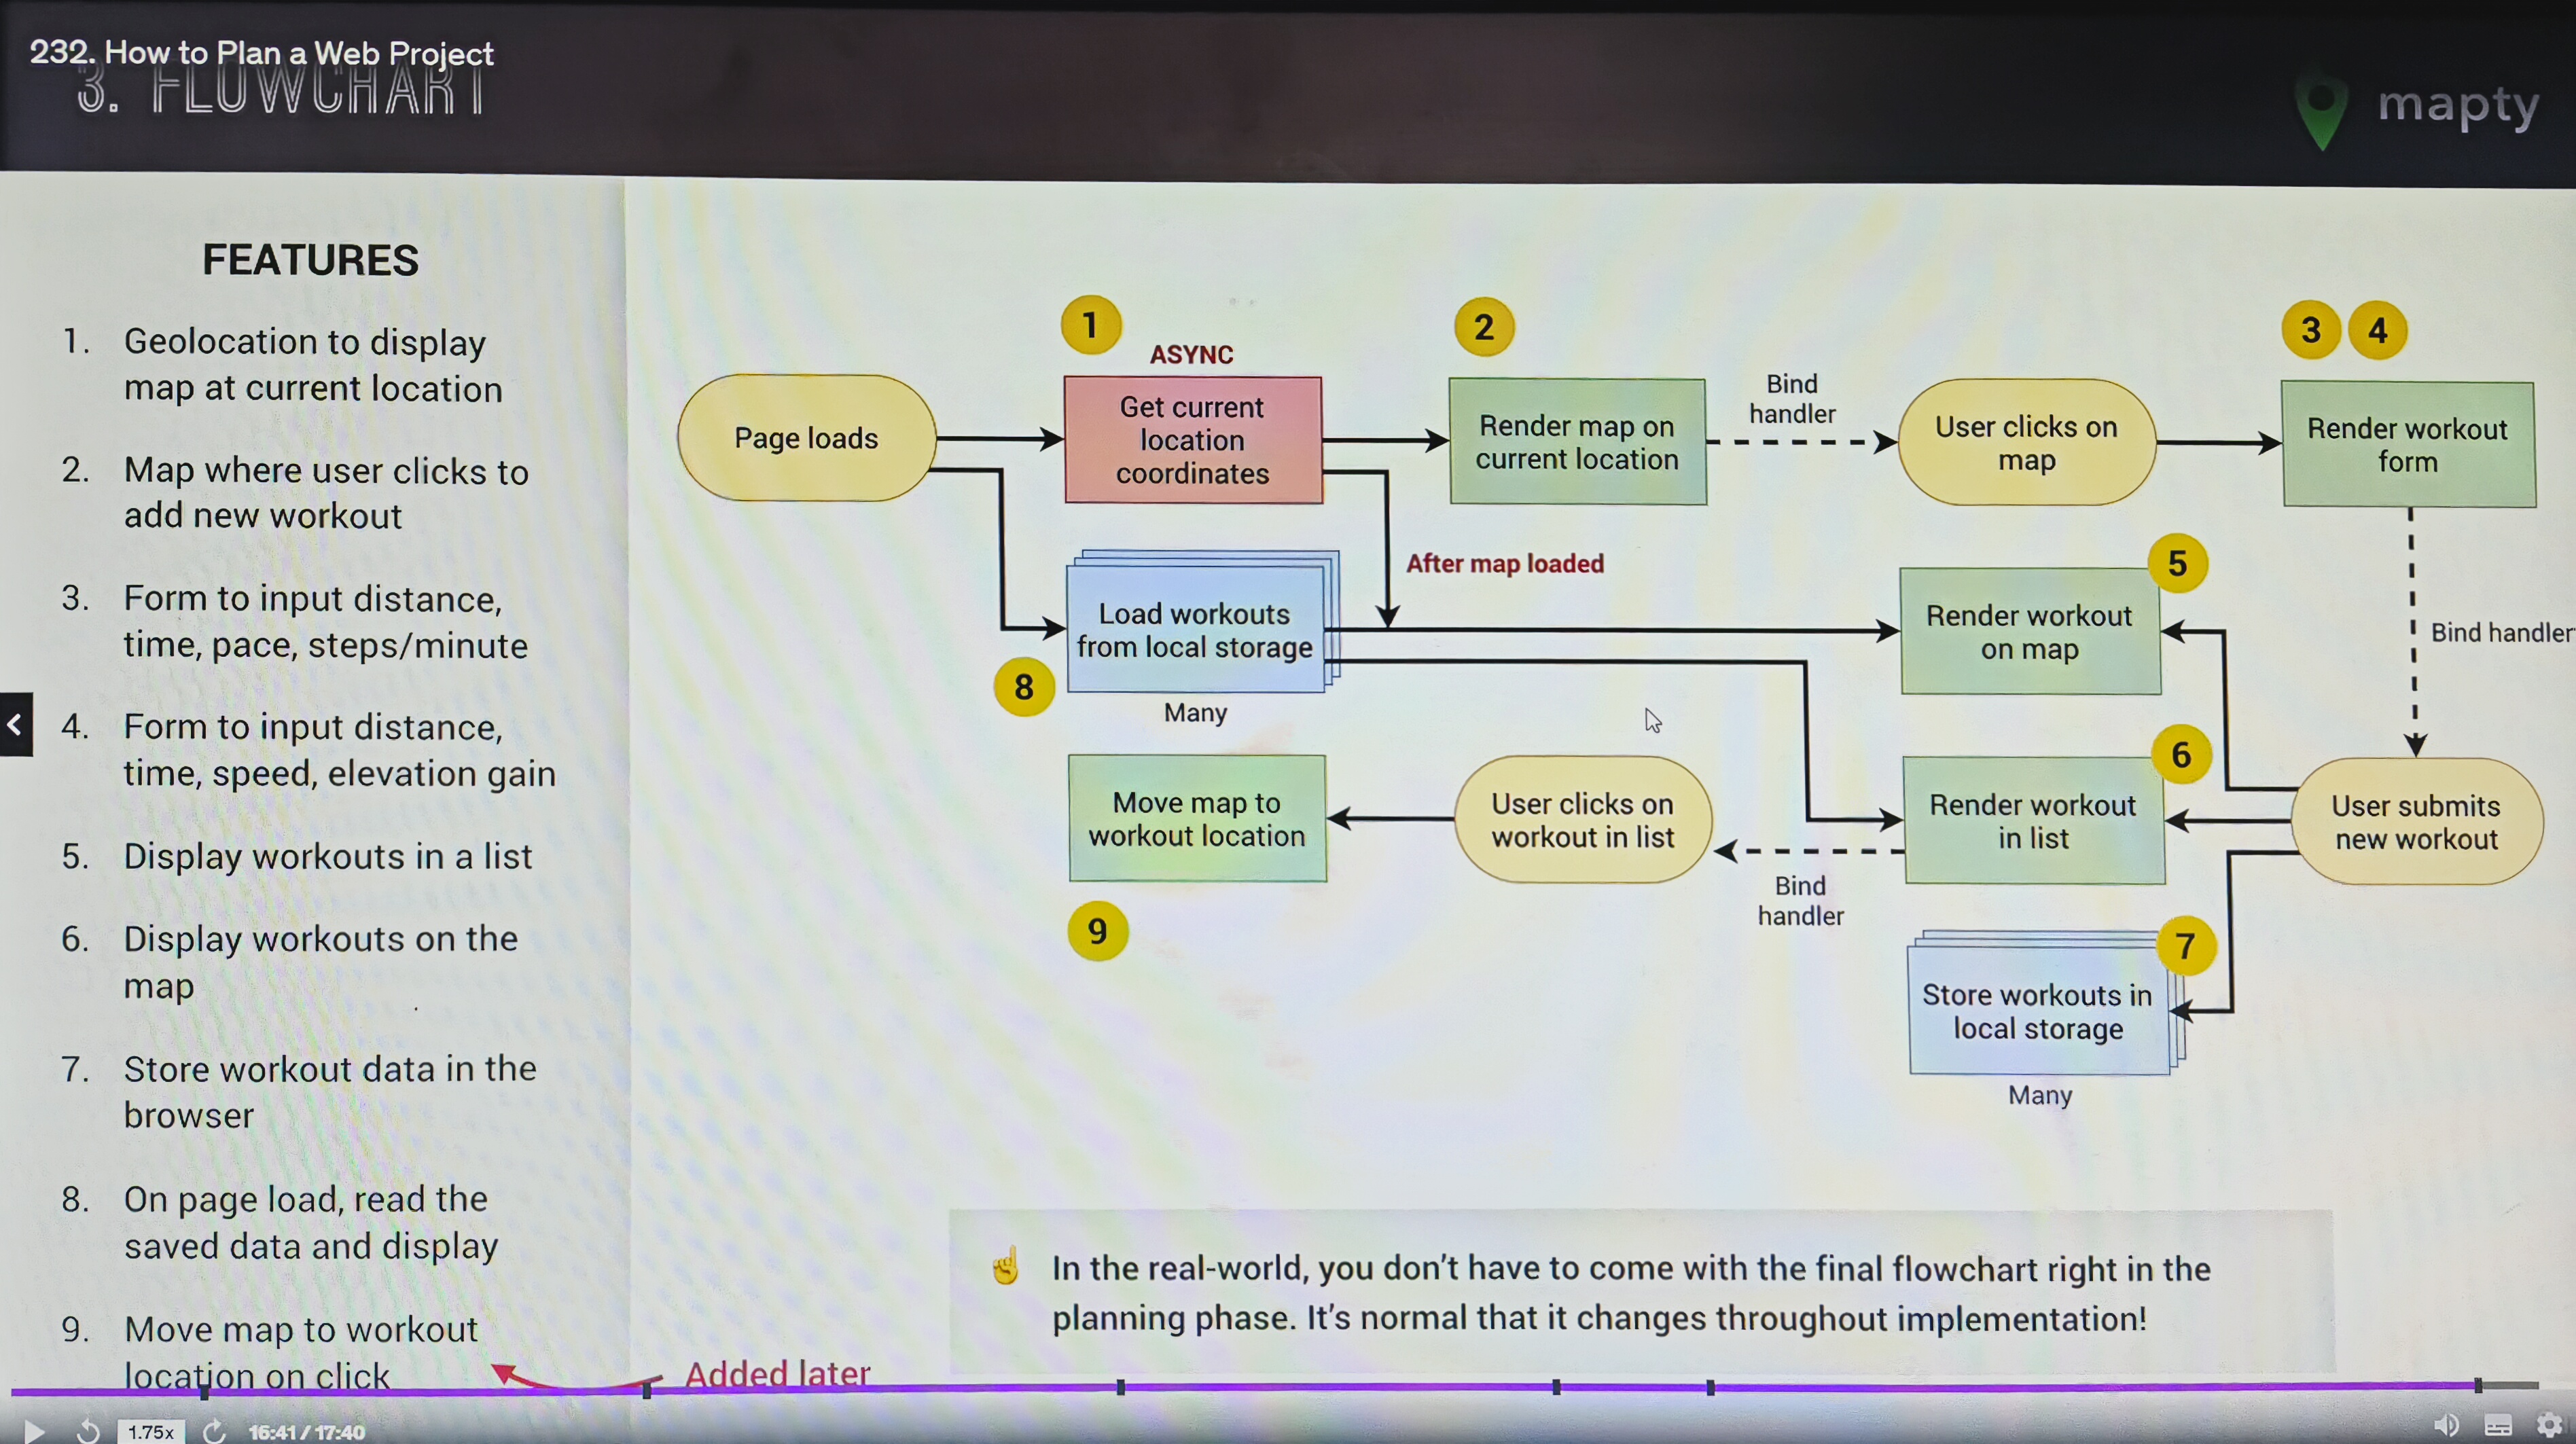 232. How to Plan a Web Project
3. FLOWCHART
mapty
FEATURES
1. Geolocation to display
map at current location
2. Map where user clicks to
add new workout
3. Form to input distance,
time, pace, steps/minute
4. Form to input distance,
time, speed, elevation gain
5. Display workouts in a list
6. Display workouts on the
map
7. Store workout data in the
browser
8. On page load, read the
saved data and display
9. Move map to workout
location on click
Added later
Page loads
1
ASYNC
Get current
location
coordinates
2
Render map on
current location
Bind
handler
User clicks on
map
3 4
Render workout
form
After map loaded
Load workouts
from local storage
8
Many
5
Render workout
on map
Bind handler
Move map to
workout location
9
User clicks on
workout in list
Bind
handler
6
Render workout
in list
User submits
new workout
7
Store workouts in
local storage
Many
In the real-world, you don't have to come with the final flowchart right in the
planning phase. It's normal that it changes throughout implementation!
1.75x
16:41 / 17:40